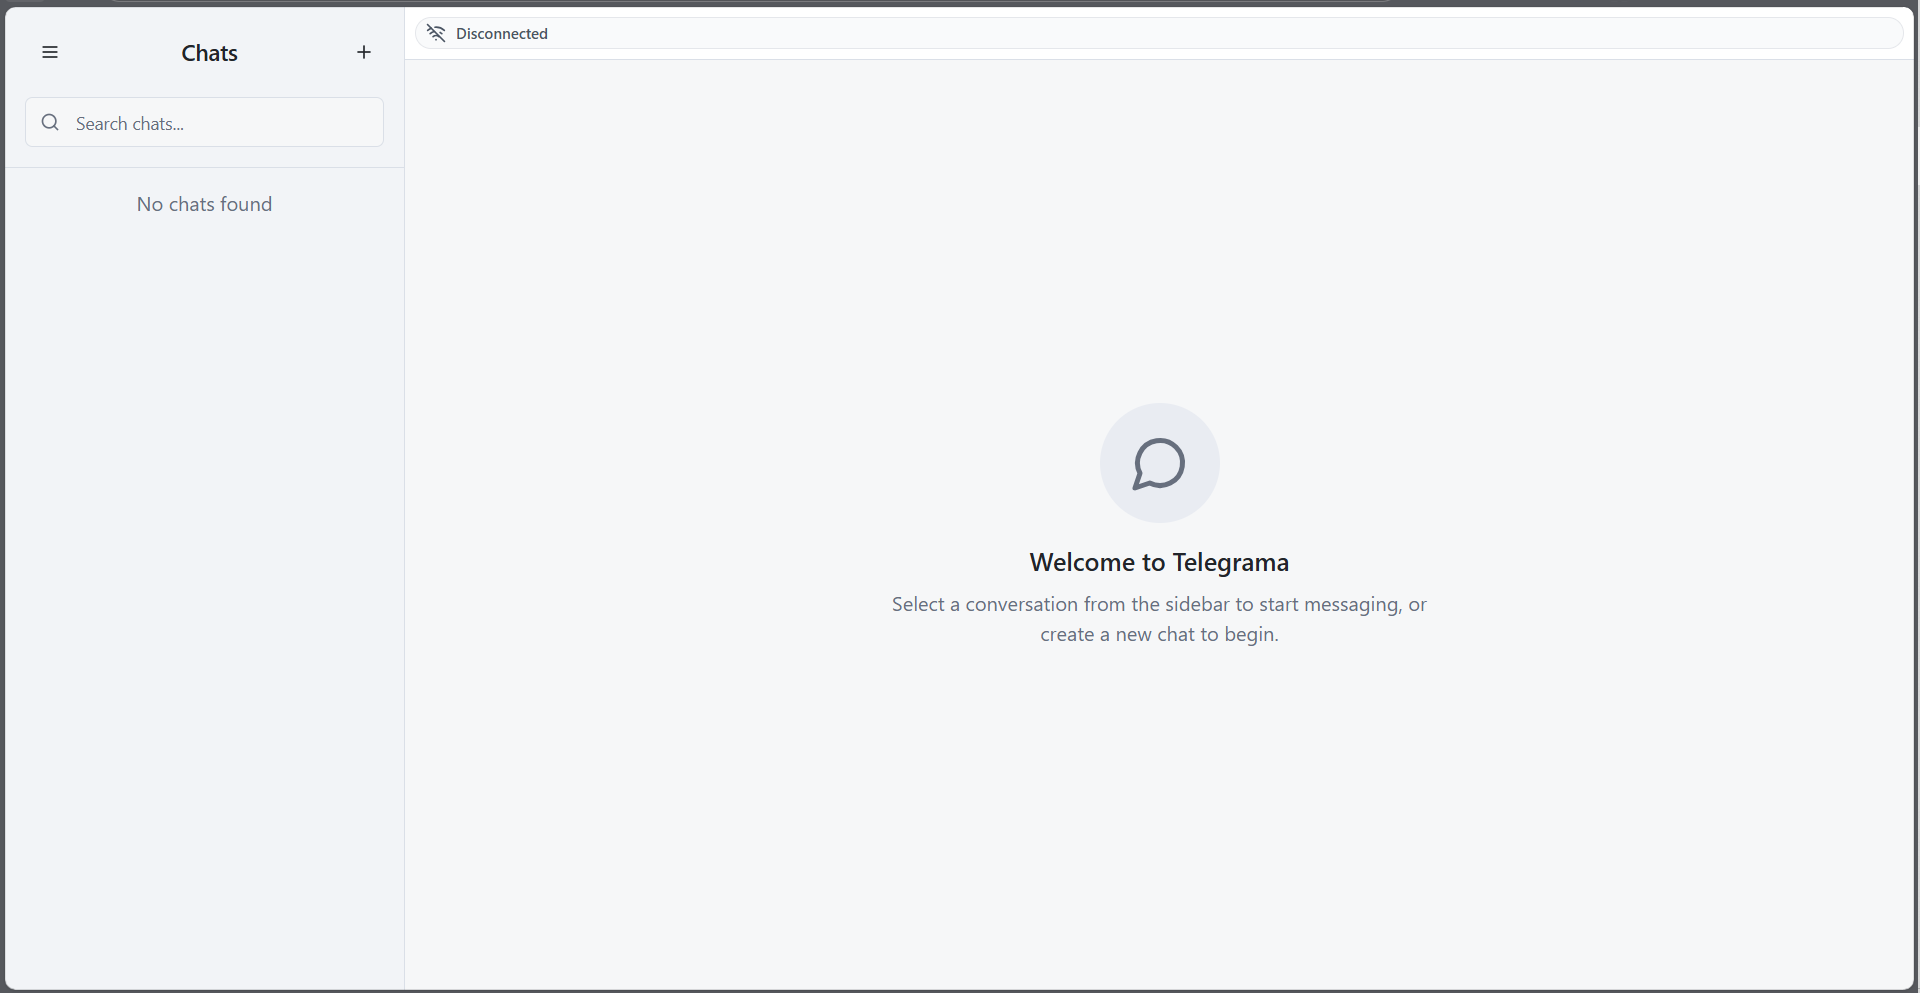 Chats
Search chats...
No chats found
Disconnected
Welcome to Telegrama
Select a conversation from the sidebar to start messaging, or
create a new chat to begin.